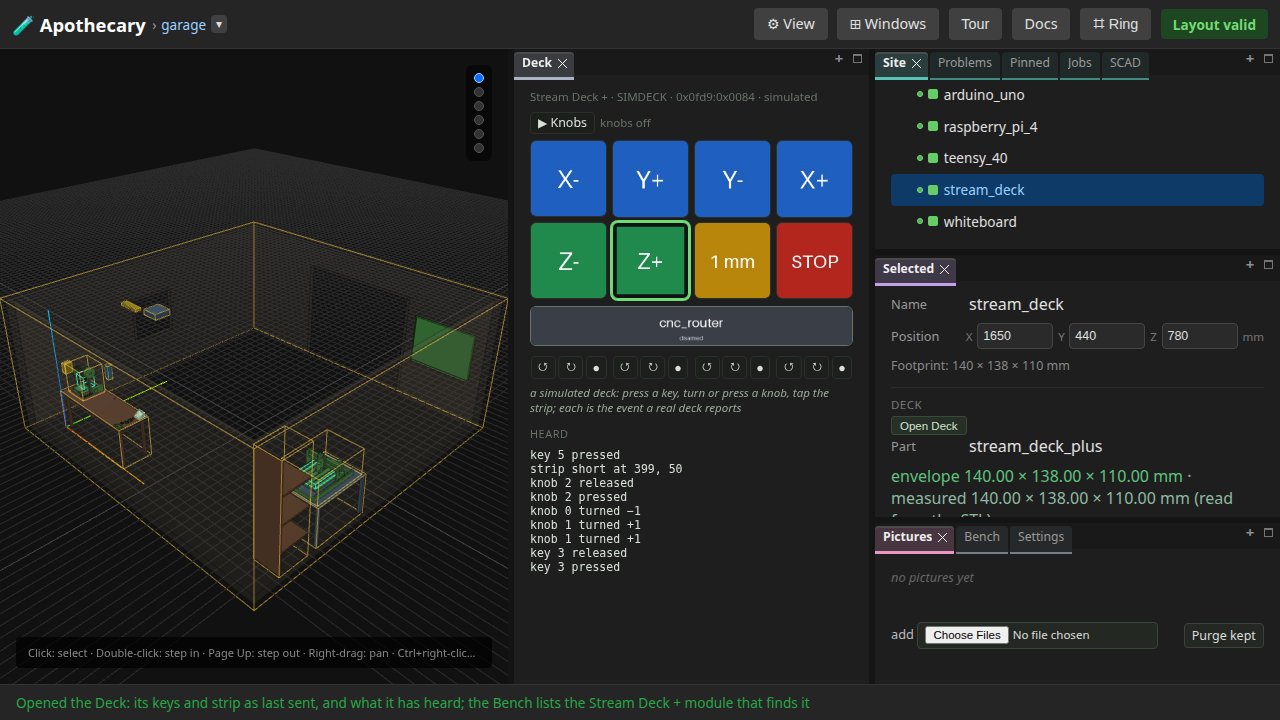 Apothecary › garage ▾
⚙ View
⊞ Windows
Tour
Docs
⌗ Ring
Layout valid
Click: select · Double-click: step in · Page Up: step out · Right-drag: pan · Ctrl+right-clic…
Deck
Stream Deck + · SIMDECK · 0x0fd9:0x0084 · simulated
▶ Knobs knobs off
X- Y+ Y- X+
Z- Z+ 1 mm STOP
cnc_router
disarmed
↺ ↻ ● ↺ ↻ ● ↺ ↻ ● ↺ ↻ ●
a simulated deck: press a key, turn or press a knob, tap the
strip; each is the event a real deck reports
HEARD
key 5 pressed
strip short at 399, 50
knob 2 released
knob 2 pressed
knob 0 turned −1
knob 1 turned +1
knob 1 turned +1
key 3 released
key 3 pressed
Site Problems Pinned Jobs SCAD
arduino_uno
raspberry_pi_4
teensy_40
stream_deck
whiteboard
Selected
Name stream_deck
Position X 1650 Y 440 Z 780 mm
Footprint: 140 × 138 × 110 mm
DECK
Open Deck
Part stream_deck_plus
envelope 140.00 × 138.00 × 110.00 mm ·
measured 140.00 × 138.00 × 110.00 mm (read
Pictures Bench Settings
no pictures yet
add Choose Files No file chosen
Purge kept
Opened the Deck: its keys and strip as last sent, and what it has heard; the Bench lists the Stream Deck + module that finds it